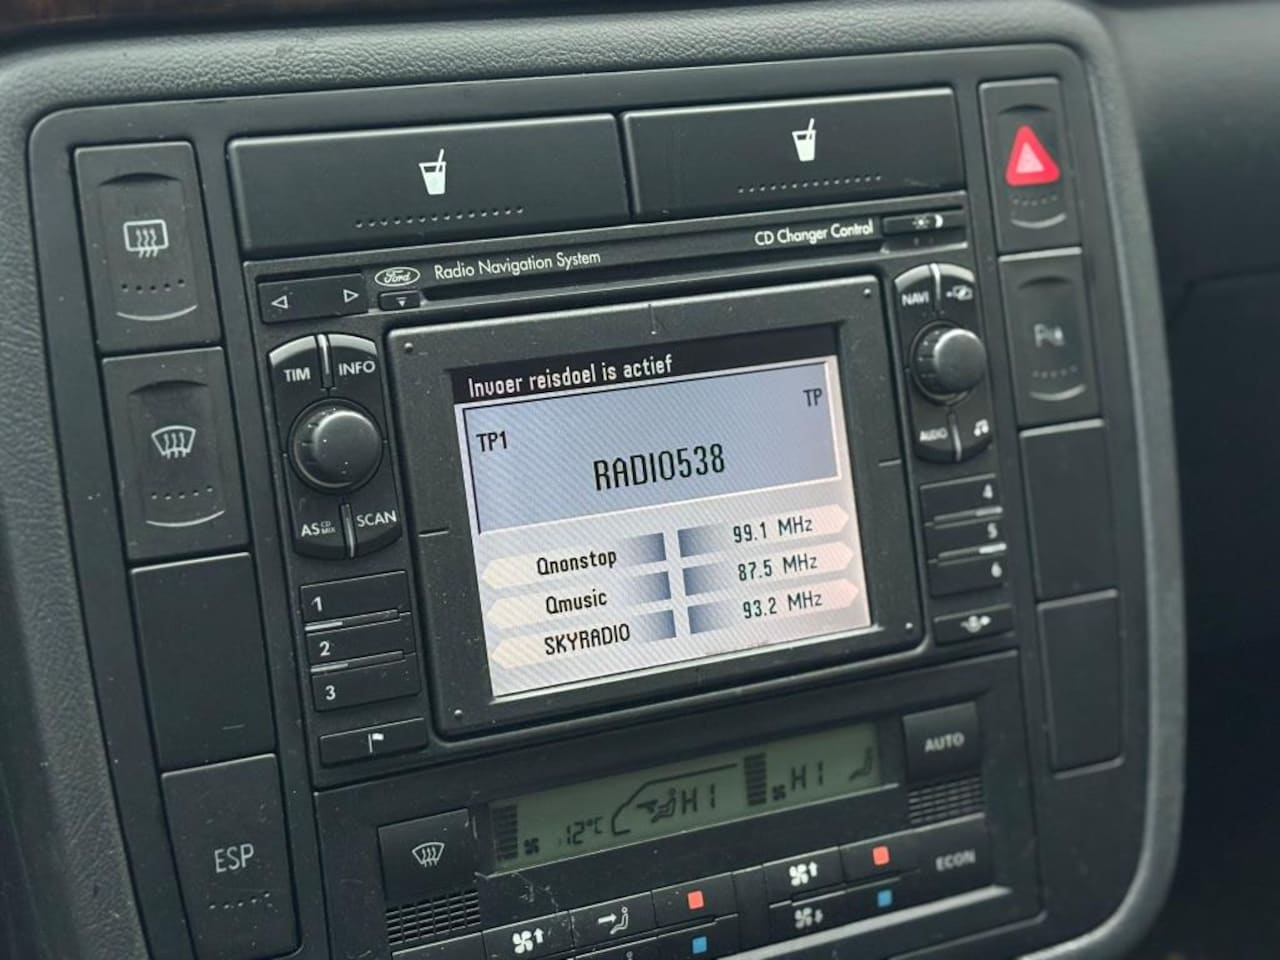 CD Changer Control
Ford Radio Navigation System
TIM INFO
NAVI
Invoer reisdoel is actief
TP
TP1
RADIO538
AUDIO
AS CD MIX SCAN
Qnonstop 99.1 MHz
Qmusic 87.5 MHz
SKYRADIO 93.2 MHz
1
2
3
4
5
6
AUTO
12°C HI HI
ESP
ECON